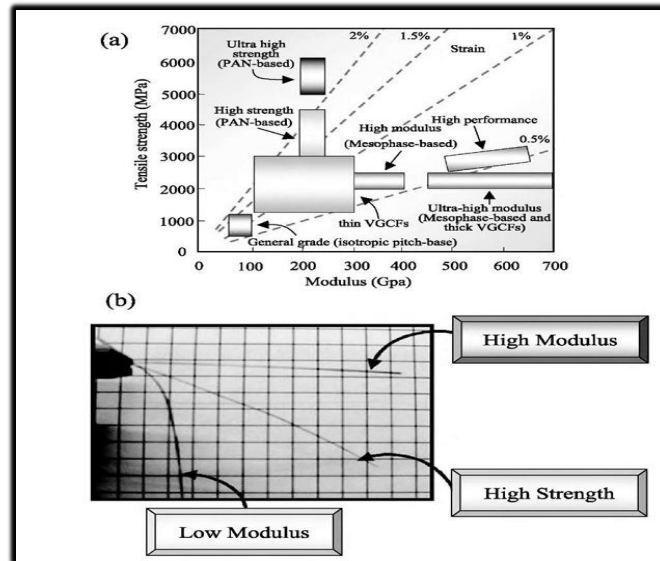 (a)
7000
6000
5000
4000
3000
2000
1000
0
Tensile strength (MPa)
0
100
200
300
400
500
600
700
Modulus (Gpa)
2%
1.5%
1%
0.5%
Strain
Ultra high
strength
(PAN-based)
High strength
(PAN-based)
High modulus
(Mesophase-based)
High performance
thin VGCFs
Ultra-high modulus
(Mesophase-based and
thick VGCFs)
General grade (isotropic pitch-base)
(b)
High Modulus
High Strength
Low Modulus